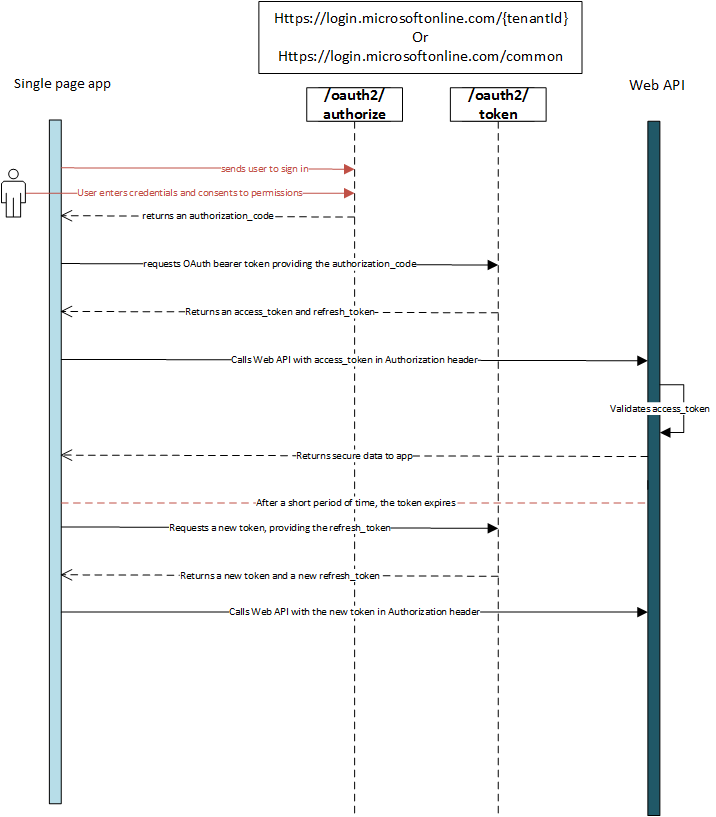 Https://login.microsoftonline.com/{tenantId}
Or
Https://login.microsoftonline.com/common
Single page app
/oauth2/
authorize
/oauth2/
token
Web API
sends user to sign in
User enters credentials and consents to permissions
returns an authorization_code
requests OAuth bearer token providing the authorization_code
Returns an access_token and refresh_token
Calls Web API with access_token in Authorization header
Validates access_token
Returns secure data to app
After a short period of time, the token expires
Requests a new token, providing the refresh_token
Returns a new token and a new refresh_token
Calls Web API with the new token in Authorization header